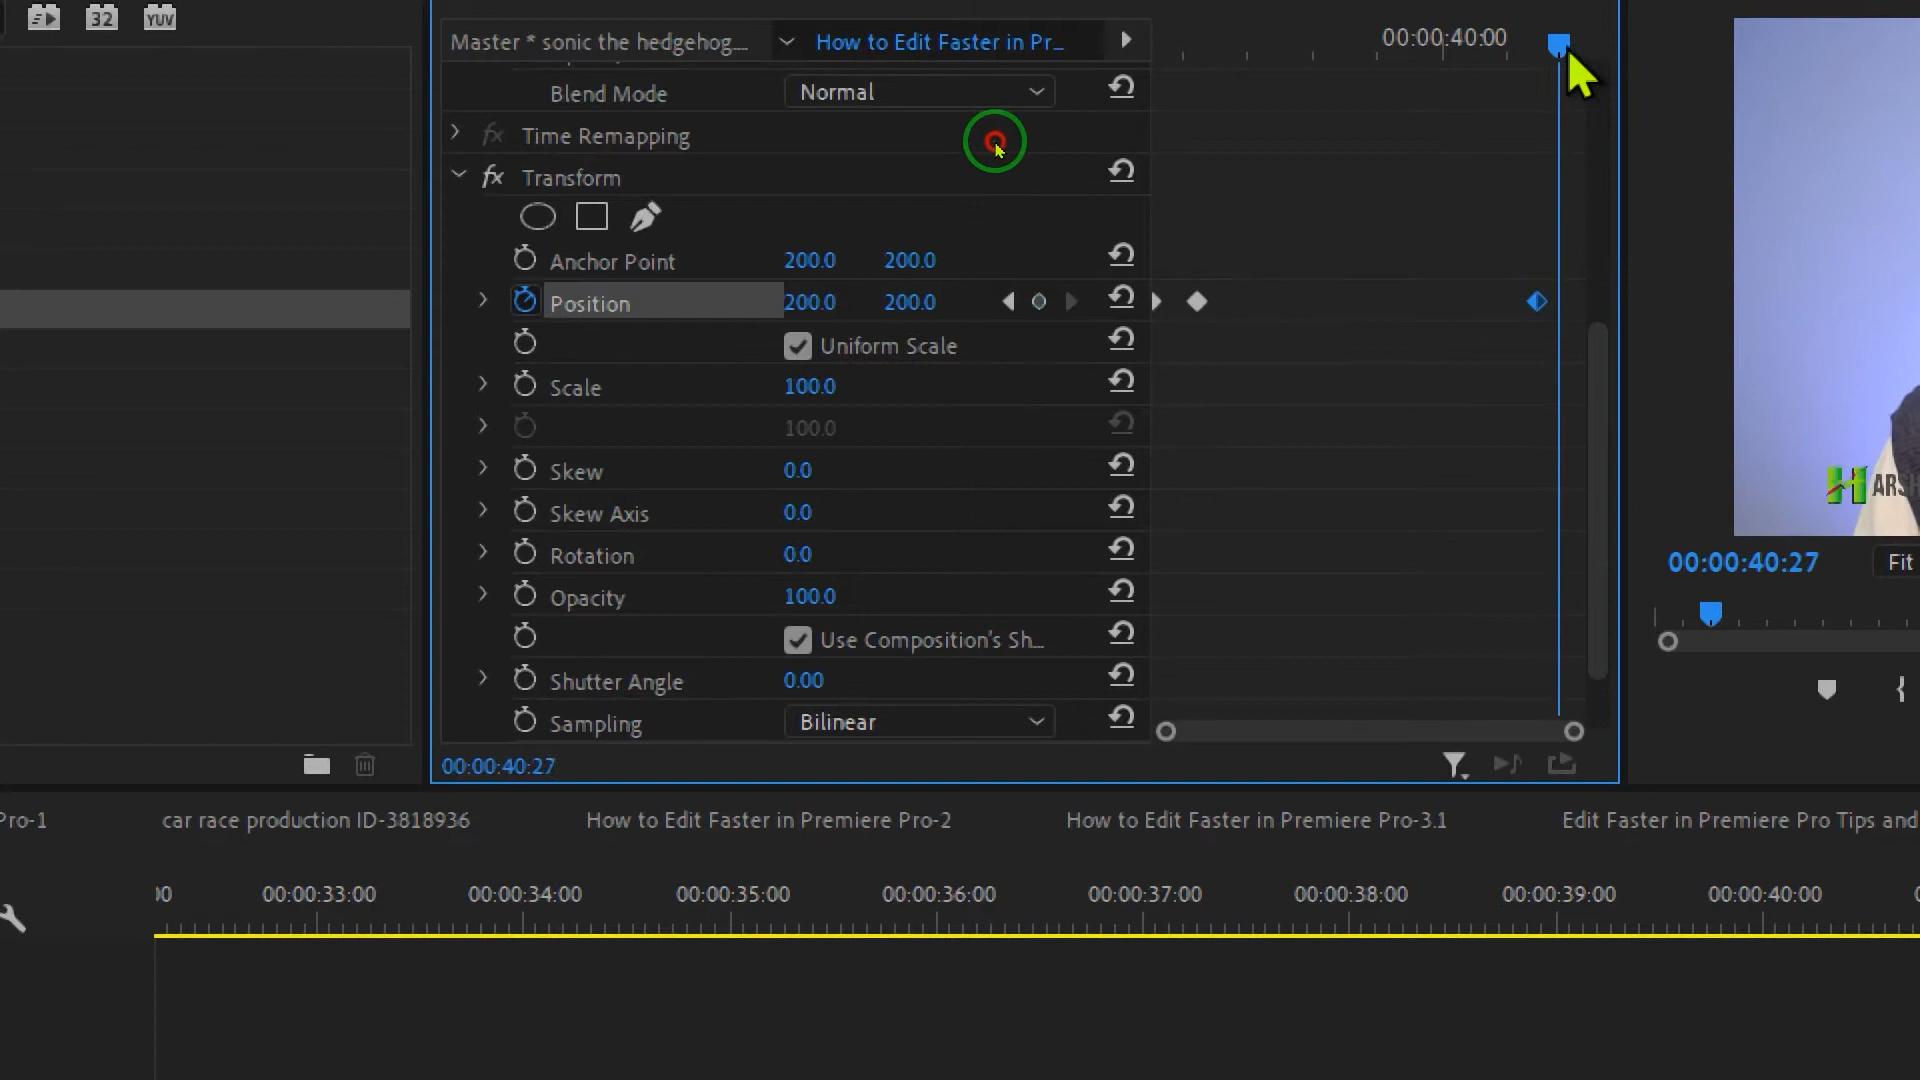 32
YUV
Master * sonic the hedgehog...
How to Edit Faster in Pr...
00:00:40:00
Blend Mode
Normal
fx
Time Remapping
fx
Transform
Anchor Point
200.0
200.0
Position
200.0
200.0
Uniform Scale
Scale
100.0
100.0
Skew
0.0
Skew Axis
0.0
Rotation
0.0
Opacity
100.0
Use Composition's Sh...
Shutter Angle
0.00
Sampling
Bilinear
00:00:40:27
H ARSH
00:00:40:27
Fit
Pro-1
car race production ID-3818936
How to Edit Faster in Premiere Pro-2
How to Edit Faster in Premiere Pro-3.1
Edit Faster in Premiere Pro Tips and
00
00:00:33:00
00:00:34:00
00:00:35:00
00:00:36:00
00:00:37:00
00:00:38:00
00:00:39:00
00:00:40:00